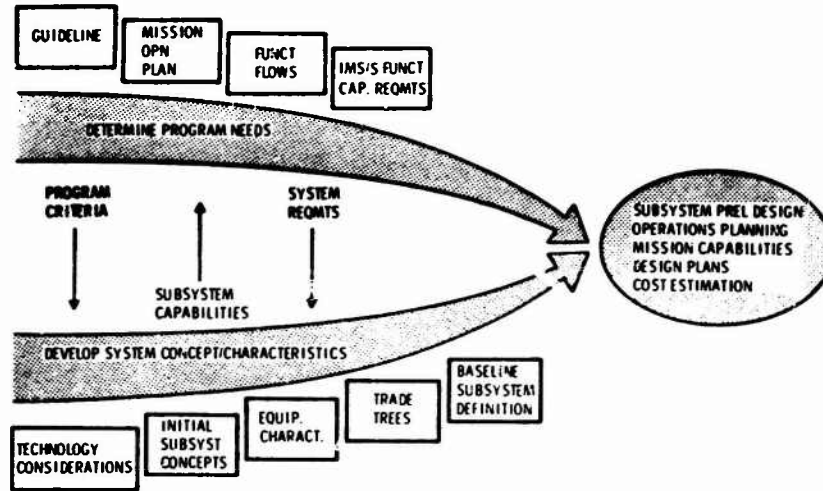 GUIDELINE
MISSION
OPN
PLAN
FUNCT
FLOWS
IMS/S FUNCT
CAP. REQMTS
DETERMINE PROGRAM NEEDS
PROGRAM
CRITERIA
SYSTEM
REQMTS
SUBSYSTEM
CAPABILITIES
SUBSYSTEM PREL DESIGN
OPERATIONS PLANNING
MISSION CAPABILITIES
DESIGN PLANS
COST ESTIMATION
DEVELOP SYSTEM CONCEPT/CHARACTERISTICS
TECHNOLOGY
CONSIDERATIONS
INITIAL
SUBSYST
CONCEPTS
EQUIP.
CHARACT.
TRADE
TREES
BASELINE
SUBSYSTEM
DEFINITION